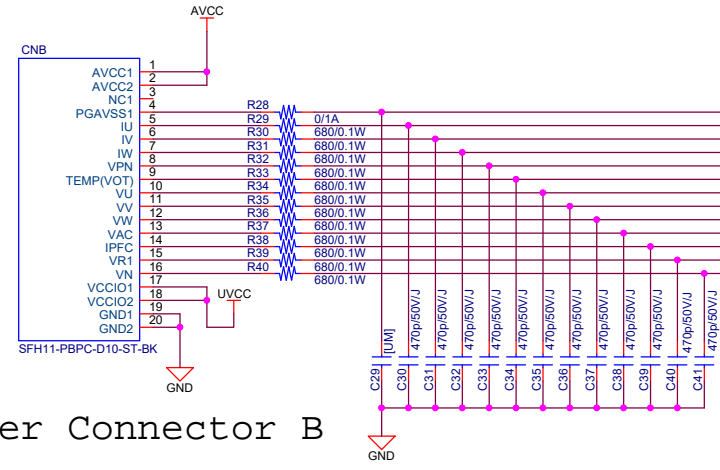 AVCC
CNB
AVCC1 1
AVCC2 2
NC1 3
PGAVSS1 4 R28 0/1A
IU 5 R29 680/0.1W
IV 6 R30 680/0.1W
IW 7 R31 680/0.1W
VPN 8 R32 680/0.1W
TEMP(VOT) 9 R33 680/0.1W
VU 10 R34 680/0.1W
VV 11 R35 680/0.1W
VW 12 R36 680/0.1W
VAC 13 R37 680/0.1W
IPFC 14 R38 680/0.1W
VR1 15 R39 680/0.1W
VN 16 R40 680/0.1W
VCCIO1 17
VCCIO2 18
GND1 19
GND2 20
UVCC
SFH11-PBPC-D10-ST-BK
GND
C29 [UM]
C30 470p/50V/J
C31 470p/50V/J
C32 470p/50V/J
C33 470p/50V/J
C34 470p/50V/J
C35 470p/50V/J
C36 470p/50V/J
C37 470p/50V/J
C38 470p/50V/J
C39 470p/50V/J
C40 470p/50V/J
C41 470p/50V/J
er Connector B
GND